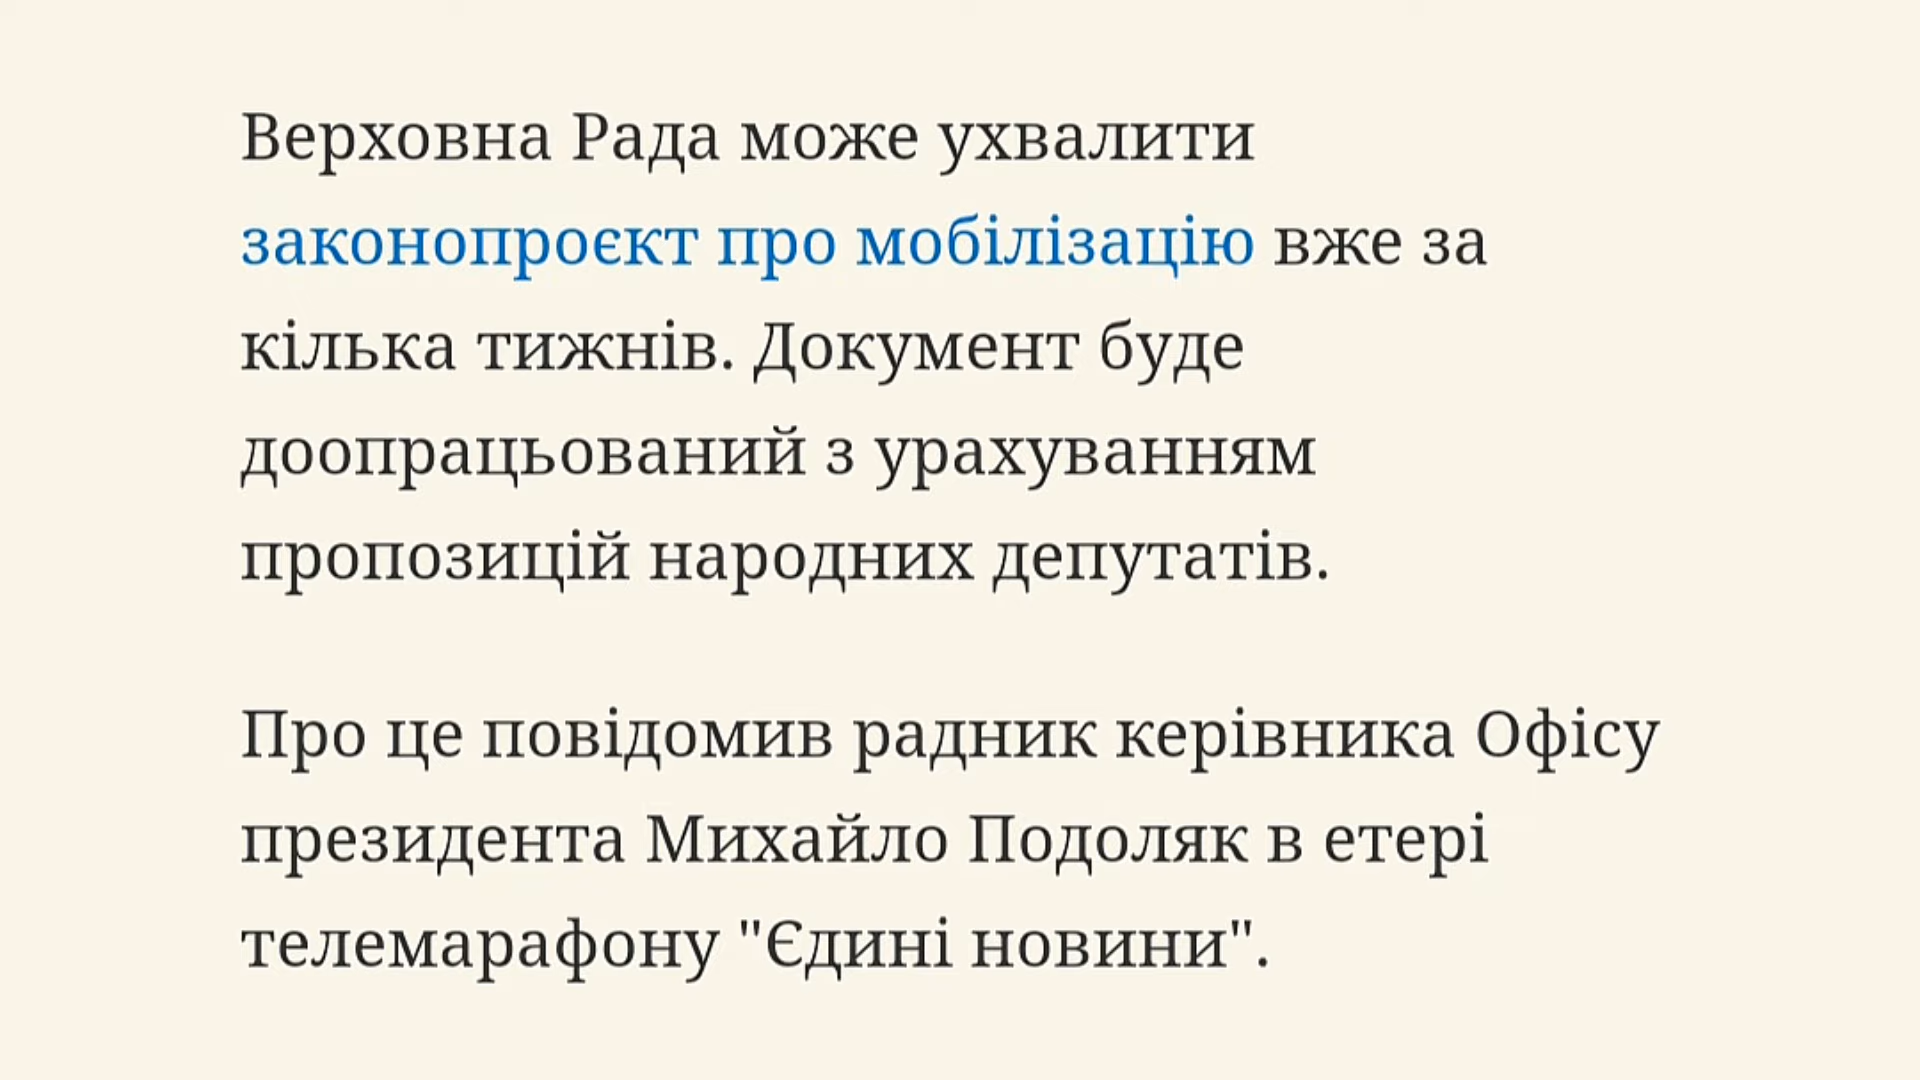 Верховна Рада може ухвалити
законопроєкт про мобілізацію вже за
кілька тижнів. Документ буде
доопрацьований з урахуванням
пропозицій народних депутатів.
Про це повідомив радник керівника Офісу
президента Михайло Подоляк в етері
телемарафону "Єдині новини".